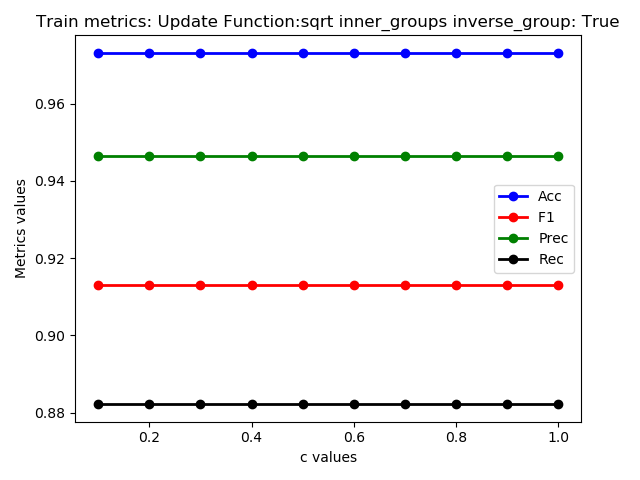 Train metrics: Update Function:sqrt inner_groups inverse_group: True
0.96
0.94
0.92
0.90
0.88
Metrics values
Acc
F1
Prec
Rec
0.2 0.4 0.6 0.8 1.0
c values